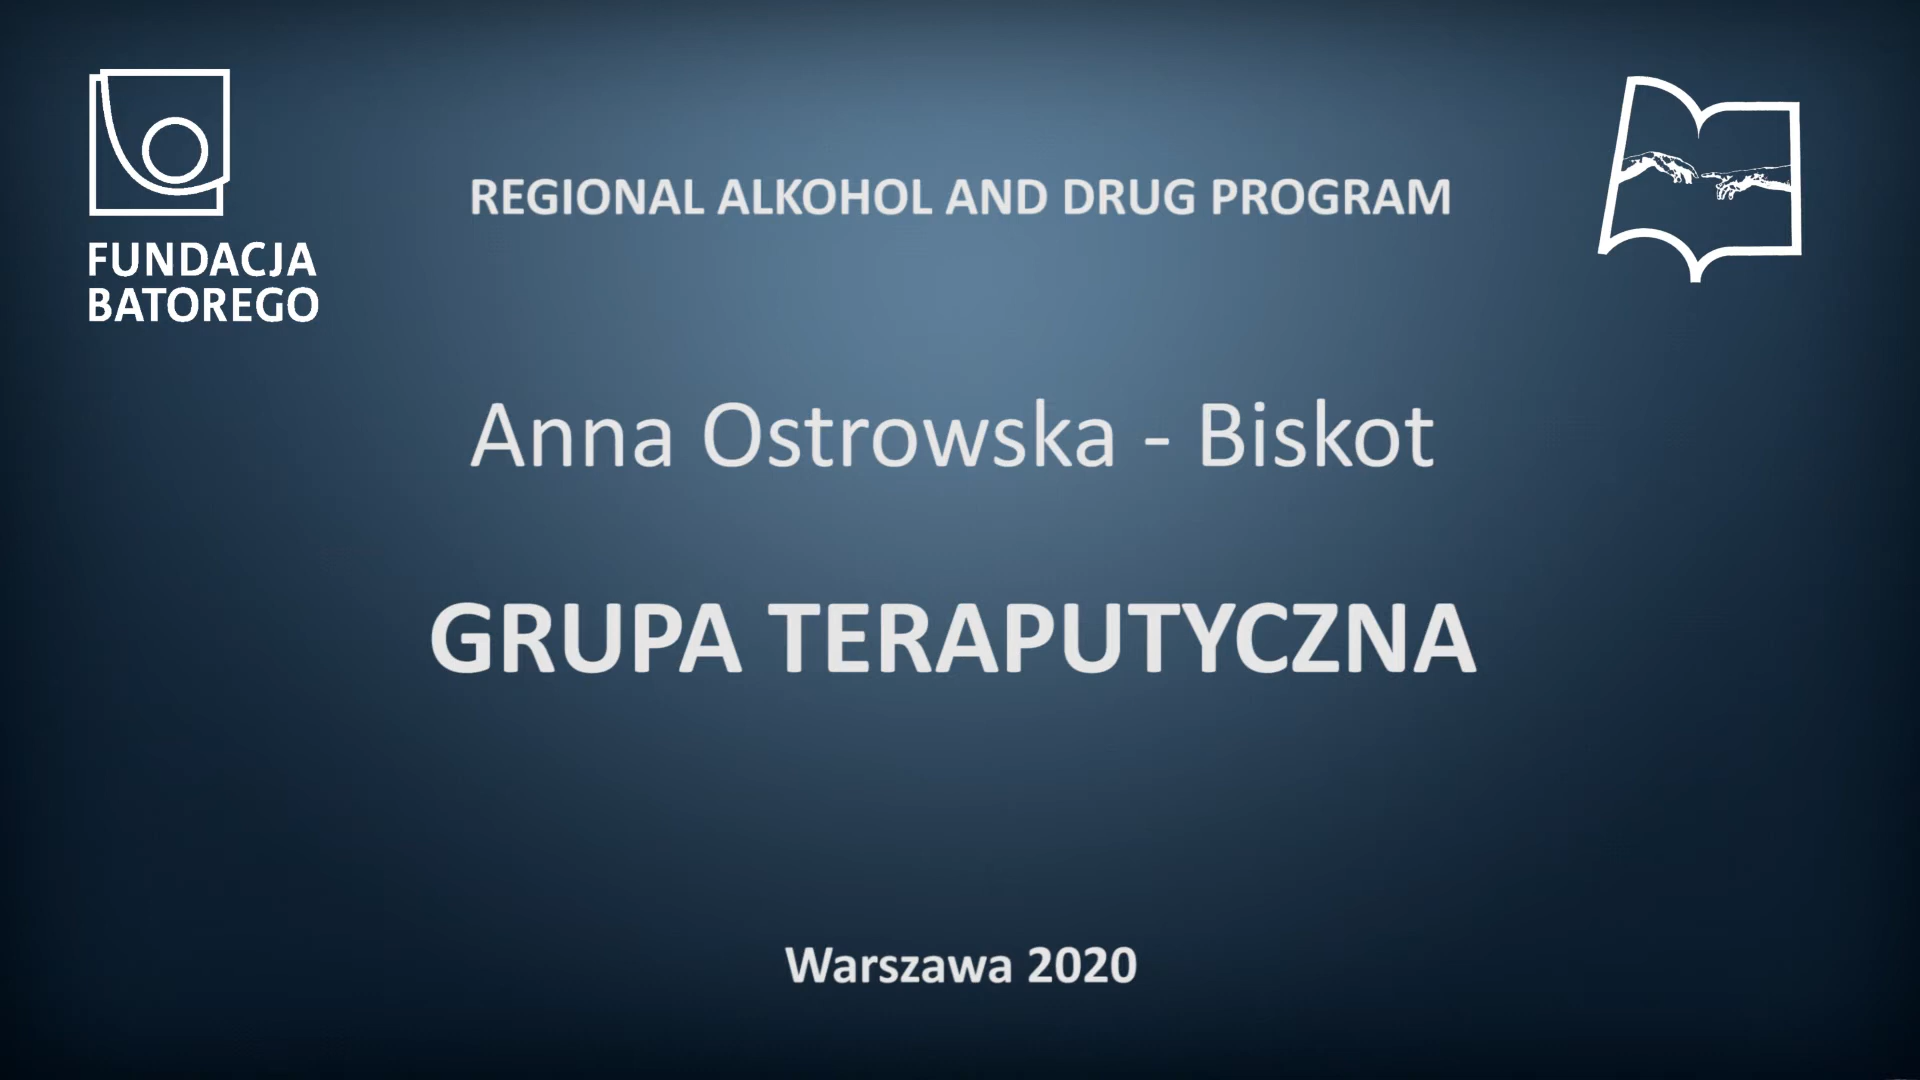 FUNDACJA
BATOREGO
REGIONAL ALKOHOL AND DRUG PROGRAM
Anna Ostrowska - Biskot
GRUPA TERAPUTYCZNA
Warszawa 2020